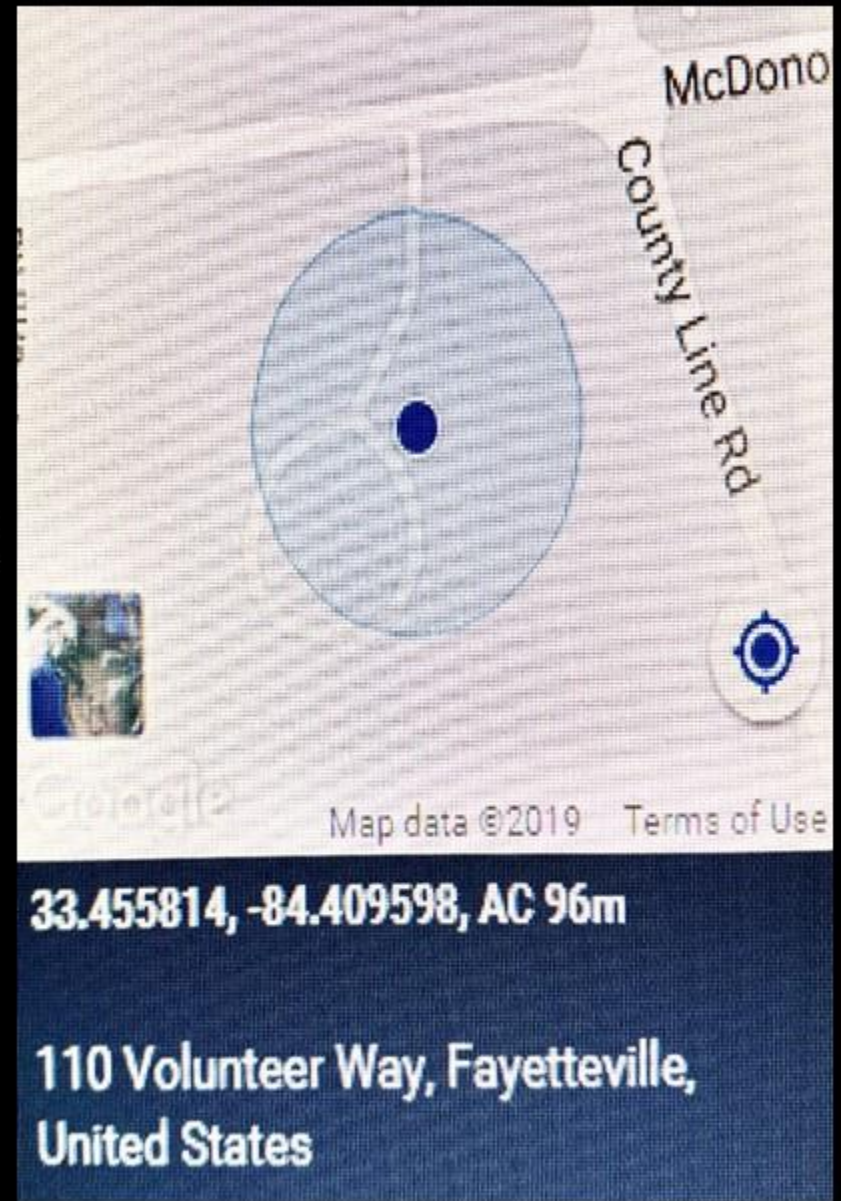 McDono
County Line Rd
Google
Map data ©2019 Terms of Use
33.455814, -84.409598, AC 96m
110 Volunteer Way, Fayetteville,
United States